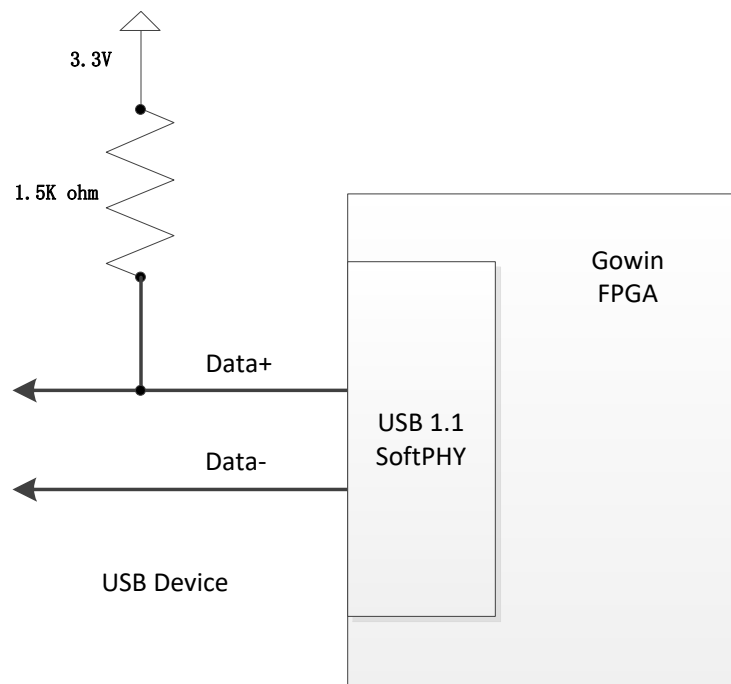 3.3V
1.5K ohm
Gowin
FPGA
Data+
USB 1.1
SoftPHY
Data-
USB Device